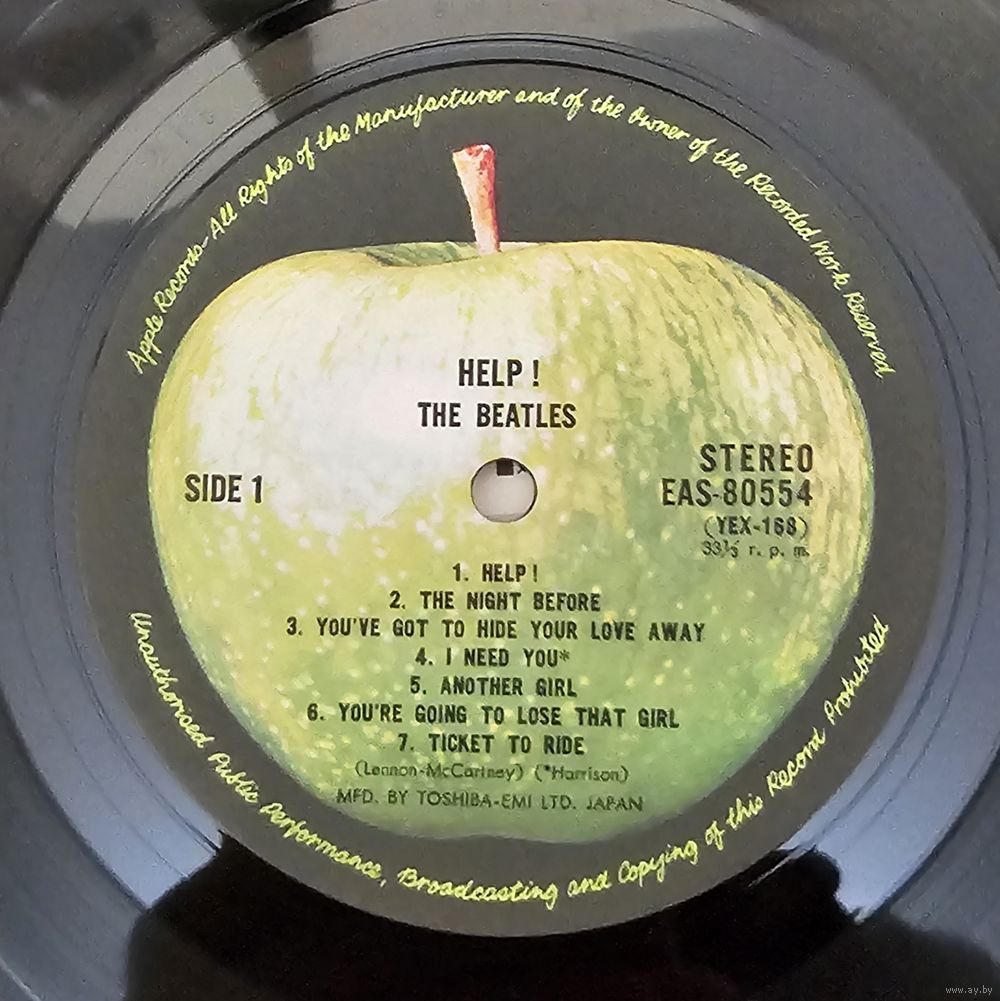 Apple Records-All Rights of the Manufacturer and of the Owner of the Recorded Work Reserved
HELP !
THE BEATLES
SIDE 1
STEREO
EAS-80554
(YEX-168)
33⅓ r. p. m.
1. HELP !
2. THE NIGHT BEFORE
3. YOU'VE GOT TO HIDE YOUR LOVE AWAY
4. I NEED YOU*
5. ANOTHER GIRL
6. YOU'RE GOING TO LOSE THAT GIRL
7. TICKET TO RIDE
(Lennon-McCartney) (*Harrison)
MFD. BY TOSHIBA-EMI LTD. JAPAN
Unauthorised Public Performance, Broadcasting and Copying of this Record Prohibited
www.ay.by